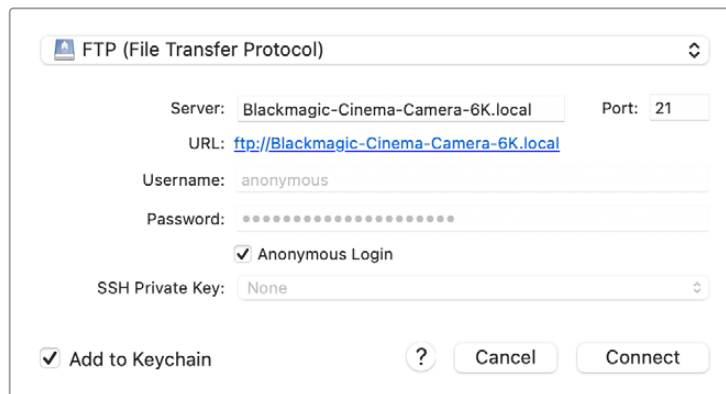 FTP (File Transfer Protocol)
Server: Blackmagic-Cinema-Camera-6K.local Port: 21
URL: ftp://Blackmagic-Cinema-Camera-6K.local
Username: anonymous
Password: •••••••••••••••••••••
Anonymous Login
SSH Private Key: None
Add to Keychain ? Cancel Connect